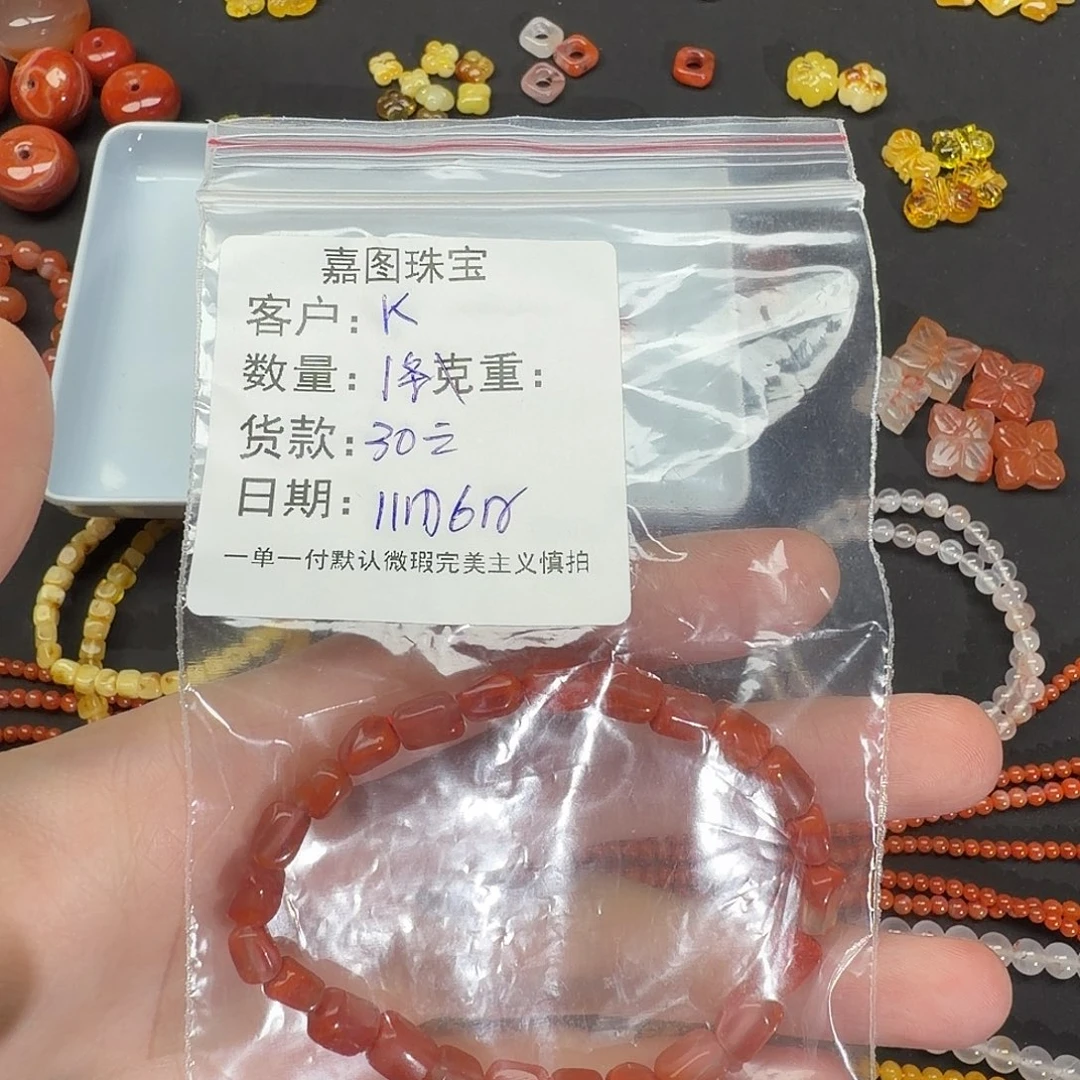 嘉图珠宝
客户：K
数量：1条克重：
货款：30元
日期：11月6日
一单一付默认微瑕完美主义慎拍